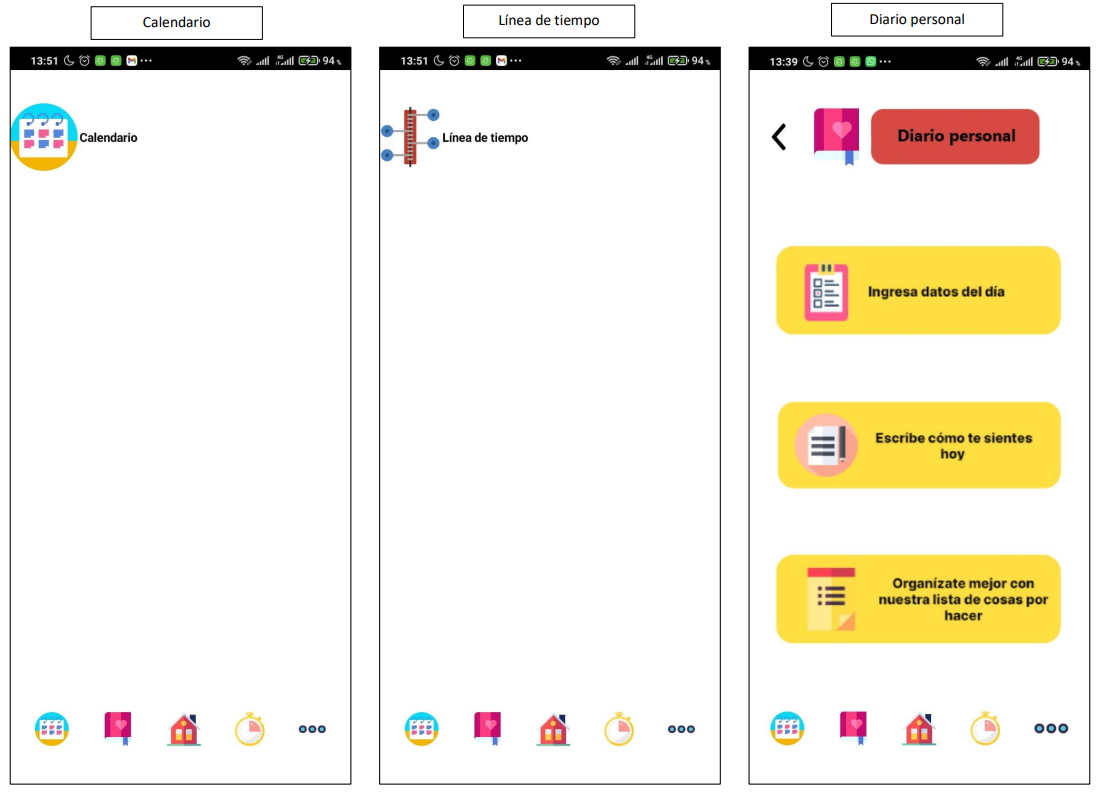 Calendario
Línea de tiempo
Diario personal
13:51 94 %
Calendario
13:51 4G 94 %
Línea de tiempo
13:39 4G 94 %
Diario personal
Ingresa datos del día
Escribe cómo te sientes
hoy
Organízate mejor con
nuestra lista de cosas por
hacer